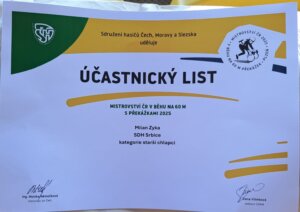 Sdružení hasičů Čech, Moravy a Slezska
uděluje
ÚČASTNICKÝ LIST
MISTROVSTVÍ ČR V BĚHU NA 60 M
S PŘEKÁŽKAMI 2025
Milan Zyka
SDH Srbice
kategorie starší chlapci